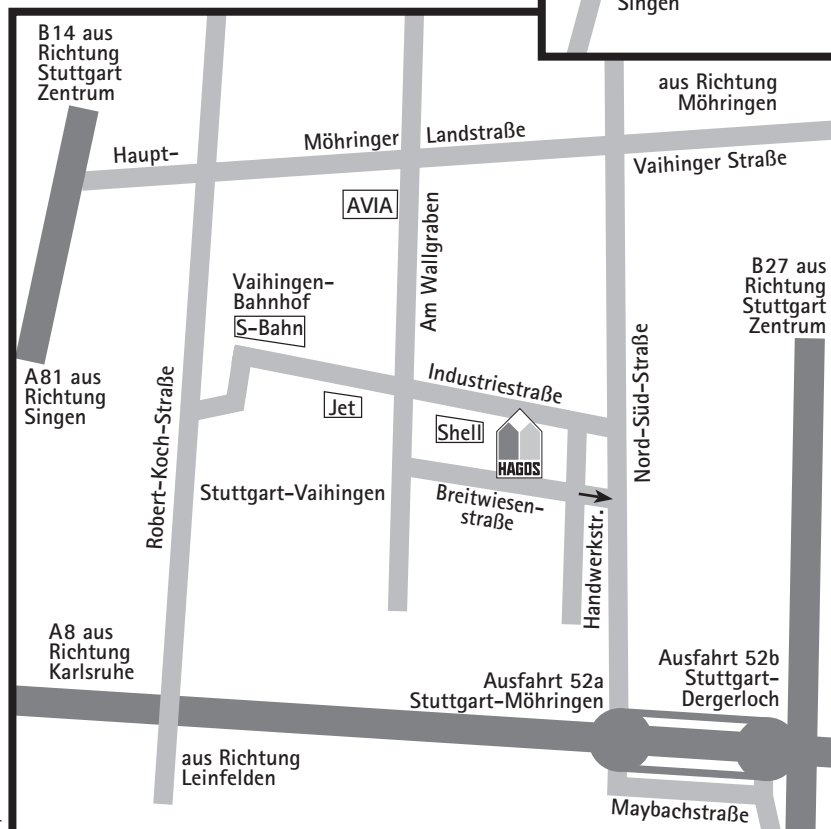 Singen
B14 aus
Richtung
Stuttgart
Zentrum
aus Richtung
Möhringen
Haupt-
Möhringer Landstraße
Vaihinger Straße
AVIA
Am Wallgraben
Vaihingen-
Bahnhof
S-Bahn
B27 aus
Richtung
Stuttgart
Zentrum
A81 aus
Richtung
Singen
Robert-Koch-Straße
Jet
Industriestraße
Shell
HAGOS
Nord-Süd-Straße
Stuttgart-Vaihingen
Breitwiesen-
straße
Handwerkstr.
A8 aus
Richtung
Karlsruhe
Ausfahrt 52a
Stuttgart-Möhringen
Ausfahrt 52b
Stuttgart-
Dergerloch
aus Richtung
Leinfelden
Maybachstraße